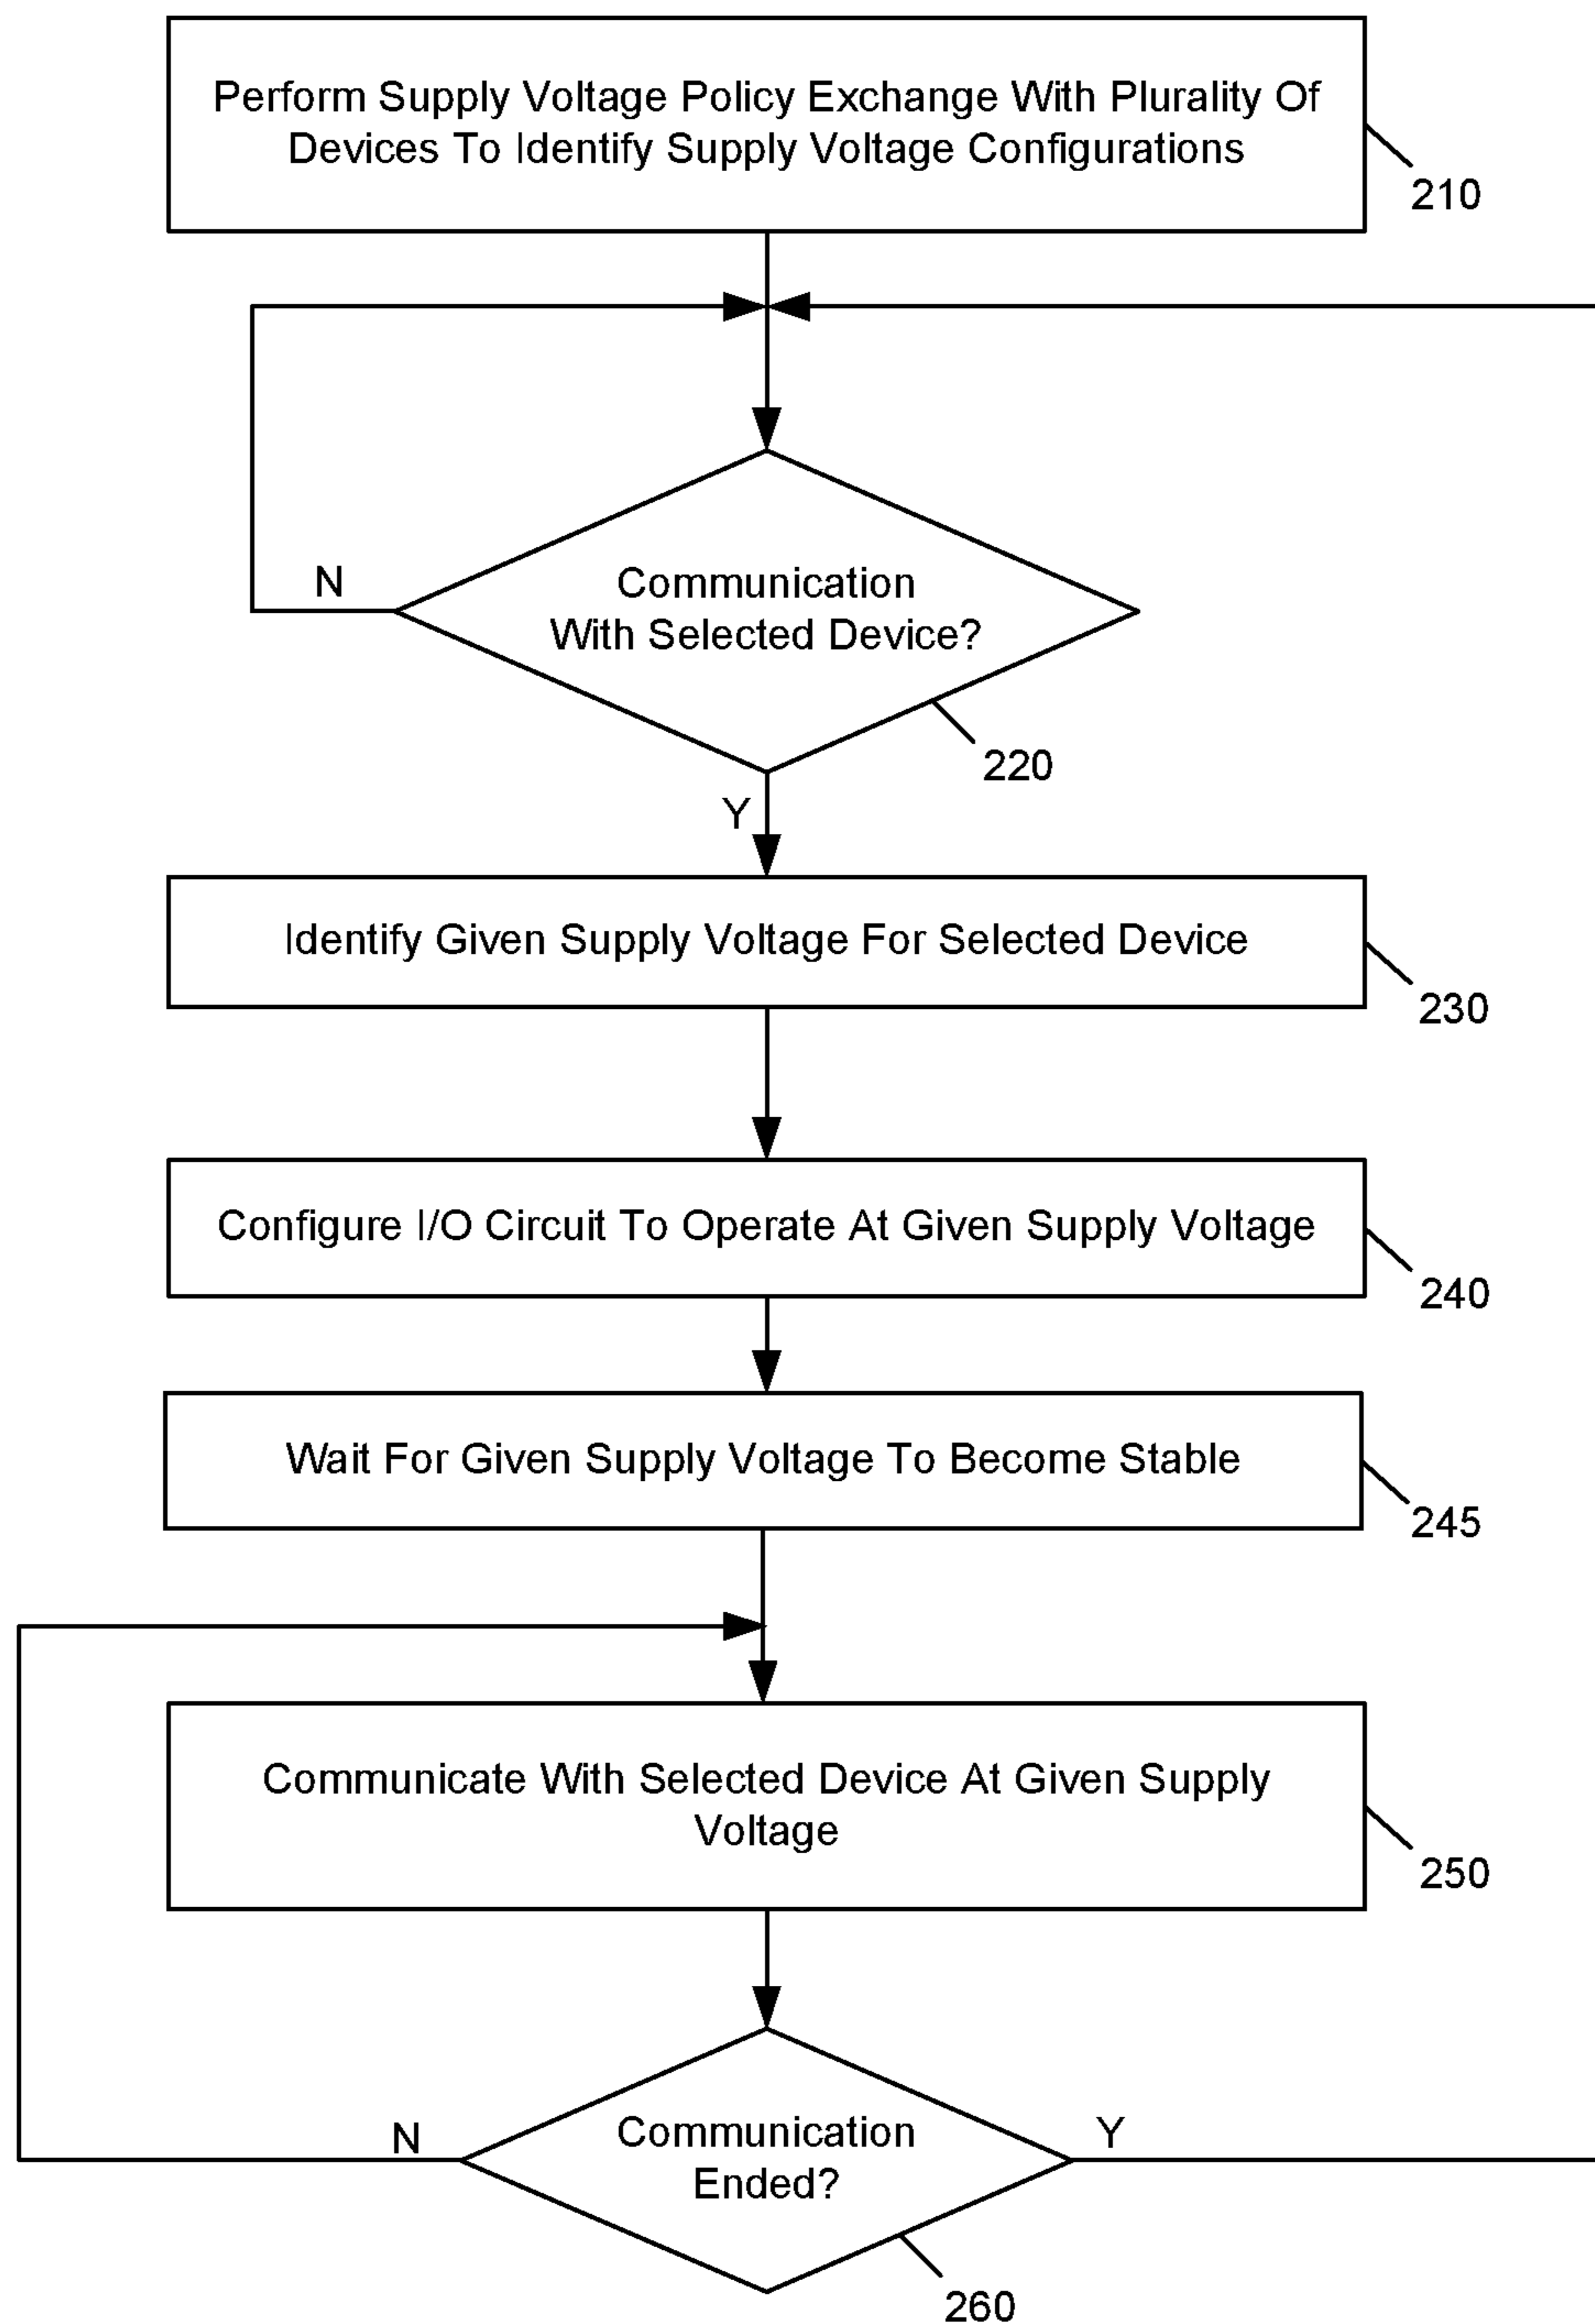 Perform Supply Voltage Policy Exchange With Plurality Of
Devices To Identify Supply Voltage Configurations
210
N
Communication
With Selected Device?
220
Y
Identify Given Supply Voltage For Selected Device
230
Configure I/O Circuit To Operate At Given Supply Voltage
240
Wait For Given Supply Voltage To Become Stable
245
Communicate With Selected Device At Given Supply
Voltage
250
N
Communication
Ended?
Y
260